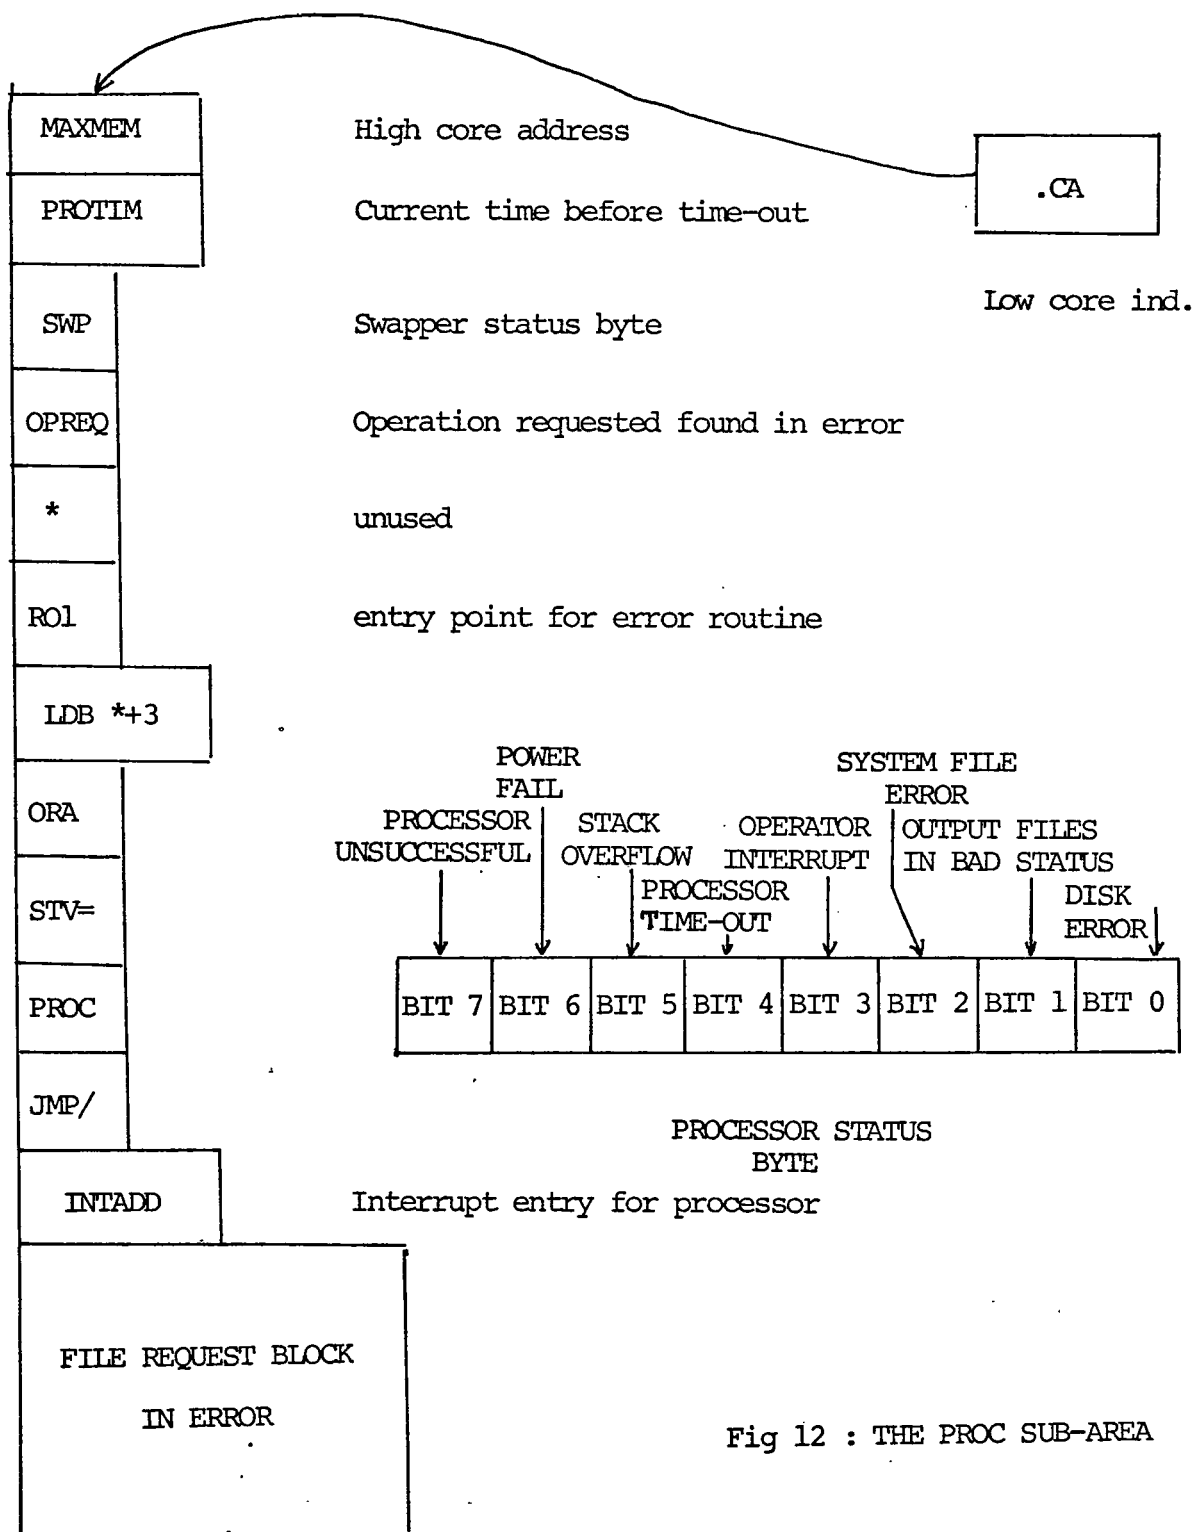 MAXMEM High core address
.CA
PROTIM Current time before time-out
Low core ind.
SWP Swapper status byte
OPREQ Operation requested found in error
* unused
RO1 entry point for error routine
LDB *+3
POWER
FAIL
SYSTEM FILE
ERROR
ORA
PROCESSOR
UNSUCCESSFUL
STACK
OVERFLOW
OPERATOR
INTERRUPT
OUTPUT FILES
IN BAD STATUS
PROCESSOR
TIME-OUT
DISK
ERROR
STV=
PROC
BIT 7 BIT 6 BIT 5 BIT 4 BIT 3 BIT 2 BIT 1 BIT 0
JMP/
PROCESSOR STATUS
BYTE
INTADD Interrupt entry for processor
FILE REQUEST BLOCK
IN ERROR
Fig 12 : THE PROC SUB-AREA